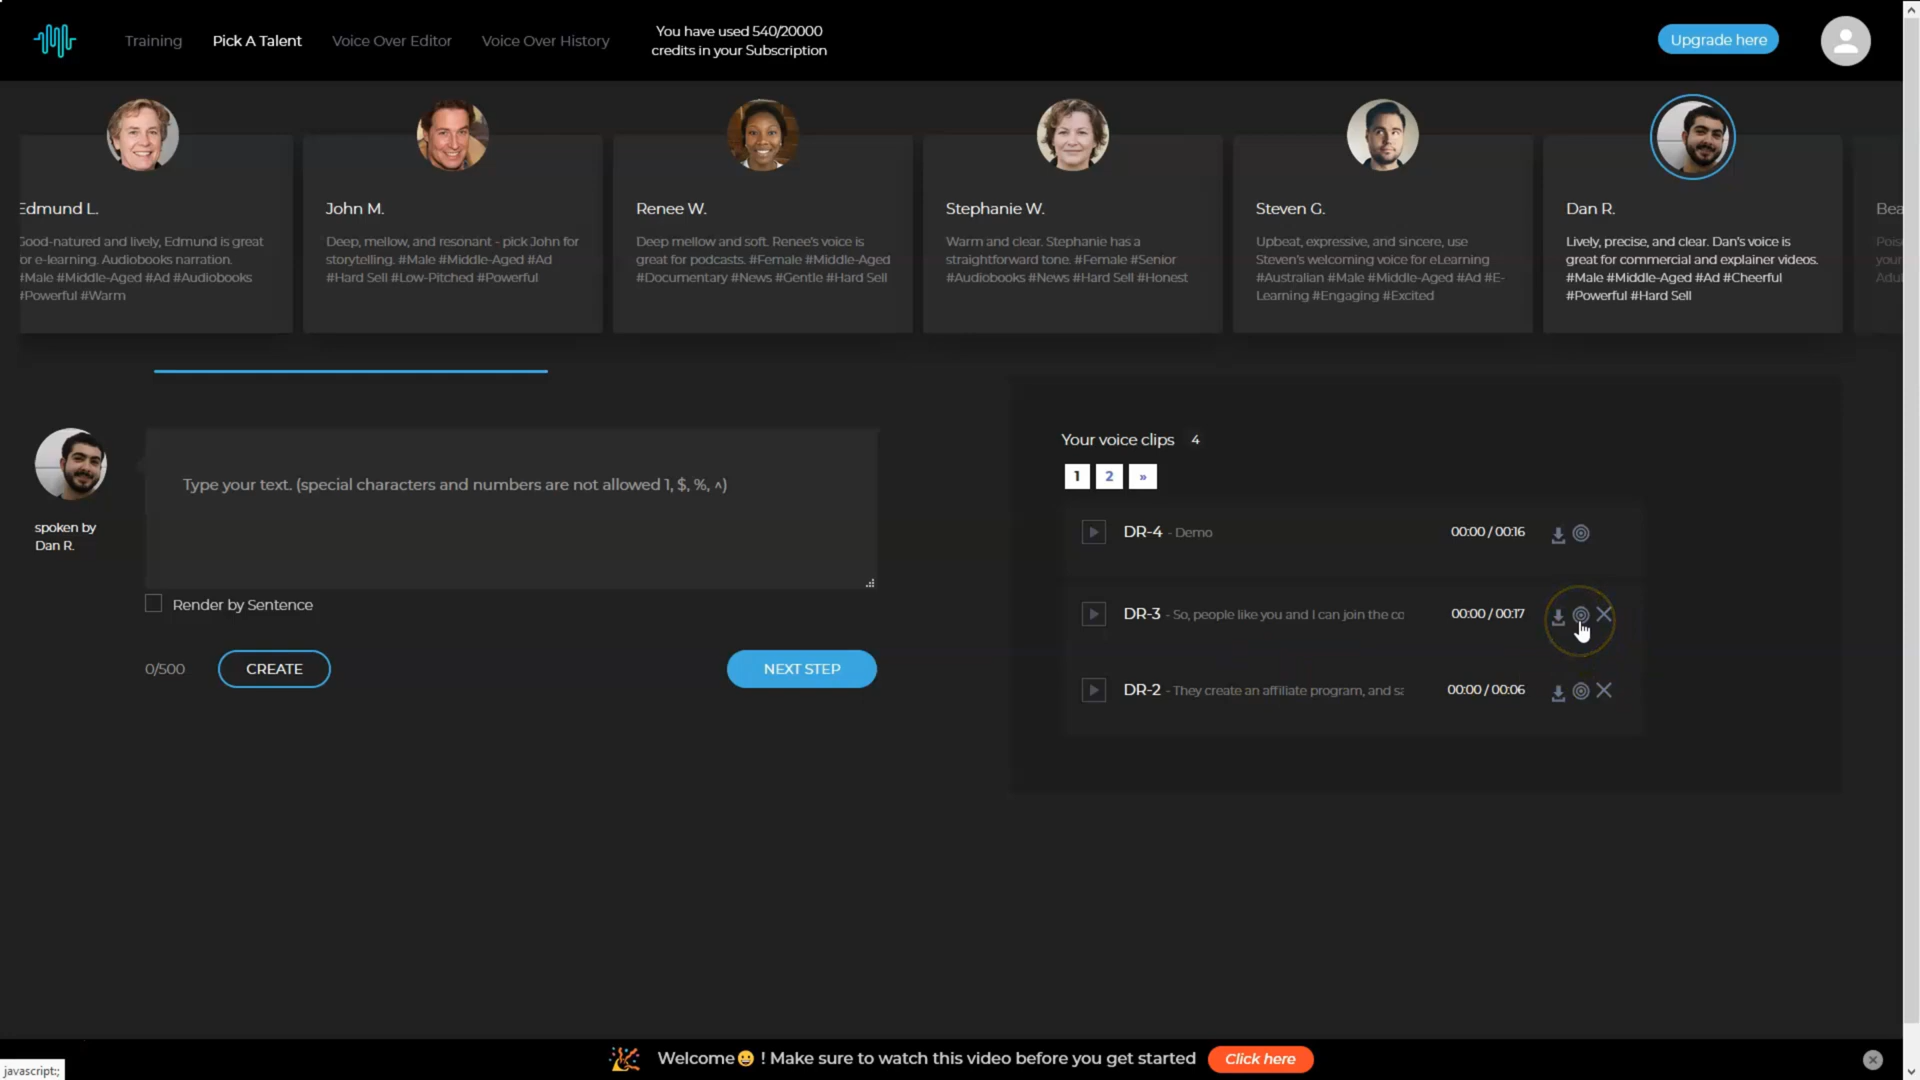 Training
Pick A Talent
Voice Over Editor
Voice Over History
You have used 540/20000
credits in your Subscription
Upgrade here
Edmund L.
Good-natured and lively, Edmund is great
for e-learning. Audiobooks narration.
#Male #Middle-Aged #Ad #Audiobooks
#Powerful #Warm
John M.
Deep, mellow, and resonant - pick John for
storytelling. #Male #Middle-Aged #Ad
#Hard Sell #Low-Pitched #Powerful
Renee W.
Deep mellow and soft. Renee's voice is
great for podcasts. #Female #Middle-Aged
#Documentary #News #Gentle #Hard Sell
Stephanie W.
Warm and clear. Stephanie has a
straightforward tone. #Female #Senior
#Audiobooks #News #Hard Sell #Honest
Steven G.
Upbeat, expressive, and sincere, use
Steven's welcoming voice for eLearning
#Australian #Male #Middle-Aged #Ad #E-
Learning #Engaging #Excited
Dan R.
Lively, precise, and clear. Dan's voice is
great for commercial and explainer videos.
#Male #Middle-Aged #Ad #Cheerful
#Powerful #Hard Sell
Bea
Pois
your
Adul
spoken by
Dan R.
Type your text. (special characters and numbers are not allowed 1, $, %, ^)
Render by Sentence
0/500
CREATE
NEXT STEP
Your voice clips 4
1 2 »
DR-4 - Demo 00:00 / 00:16
DR-3 - So, people like you and I can join the co 00:00 / 00:17
DR-2 - They create an affiliate program, and sa 00:00 / 00:06
Welcome 😀 ! Make sure to watch this video before you get started
Click here
javascript:;